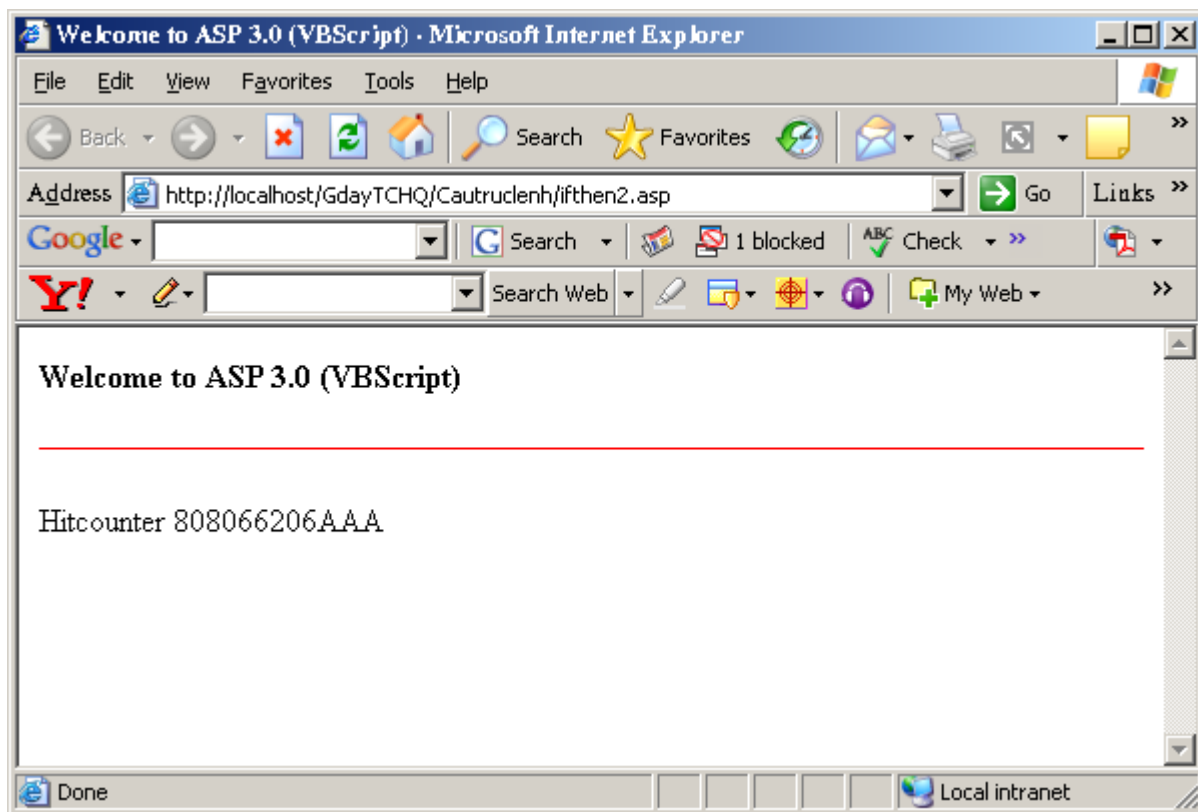 Welcome to ASP 3.0 (VBScript) - Microsoft Internet Explorer
File Edit View Favorites Tools Help
Back Search Favorites »
Address http://localhost/GdayTCHQ/Cautruclenh/ifthen2.asp Go Links »
Google G Search 1 blocked ABC Check »
Y! Search Web My Web »
Welcome to ASP 3.0 (VBScript)
Hitcounter 808066206AAA
Done Local intranet